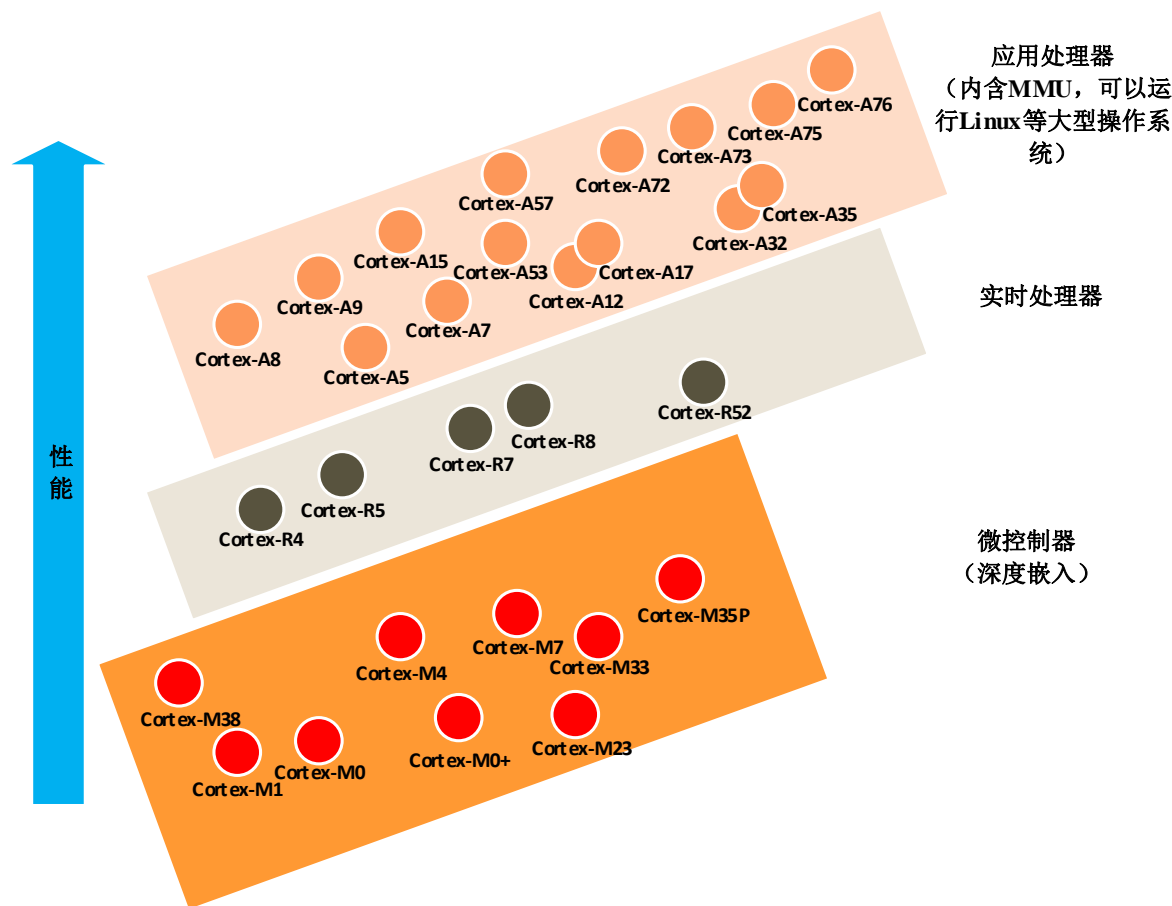 应用处理器
（内含MMU，可以运
行Linux等大型操作系
统）
Cortex-A76
Cortex-A75
Cortex-A73
Cortex-A72
Cortex-A57
Cortex-A35
Cortex-A32
Cortex-A15
Cortex-A53
Cortex-A17
Cortex-A12
Cortex-A9
Cortex-A7
Cortex-A8
Cortex-A5
实时处理器
Cortex-R52
Cortex-R8
Cortex-R7
Cortex-R5
Cortex-R4
性
能
微控制器
（深度嵌入）
Cortex-M35P
Cortex-M7
Cortex-M33
Cortex-M4
Cortex-M38
Cortex-M23
Cortex-M0+
Cortex-M0
Cortex-M1